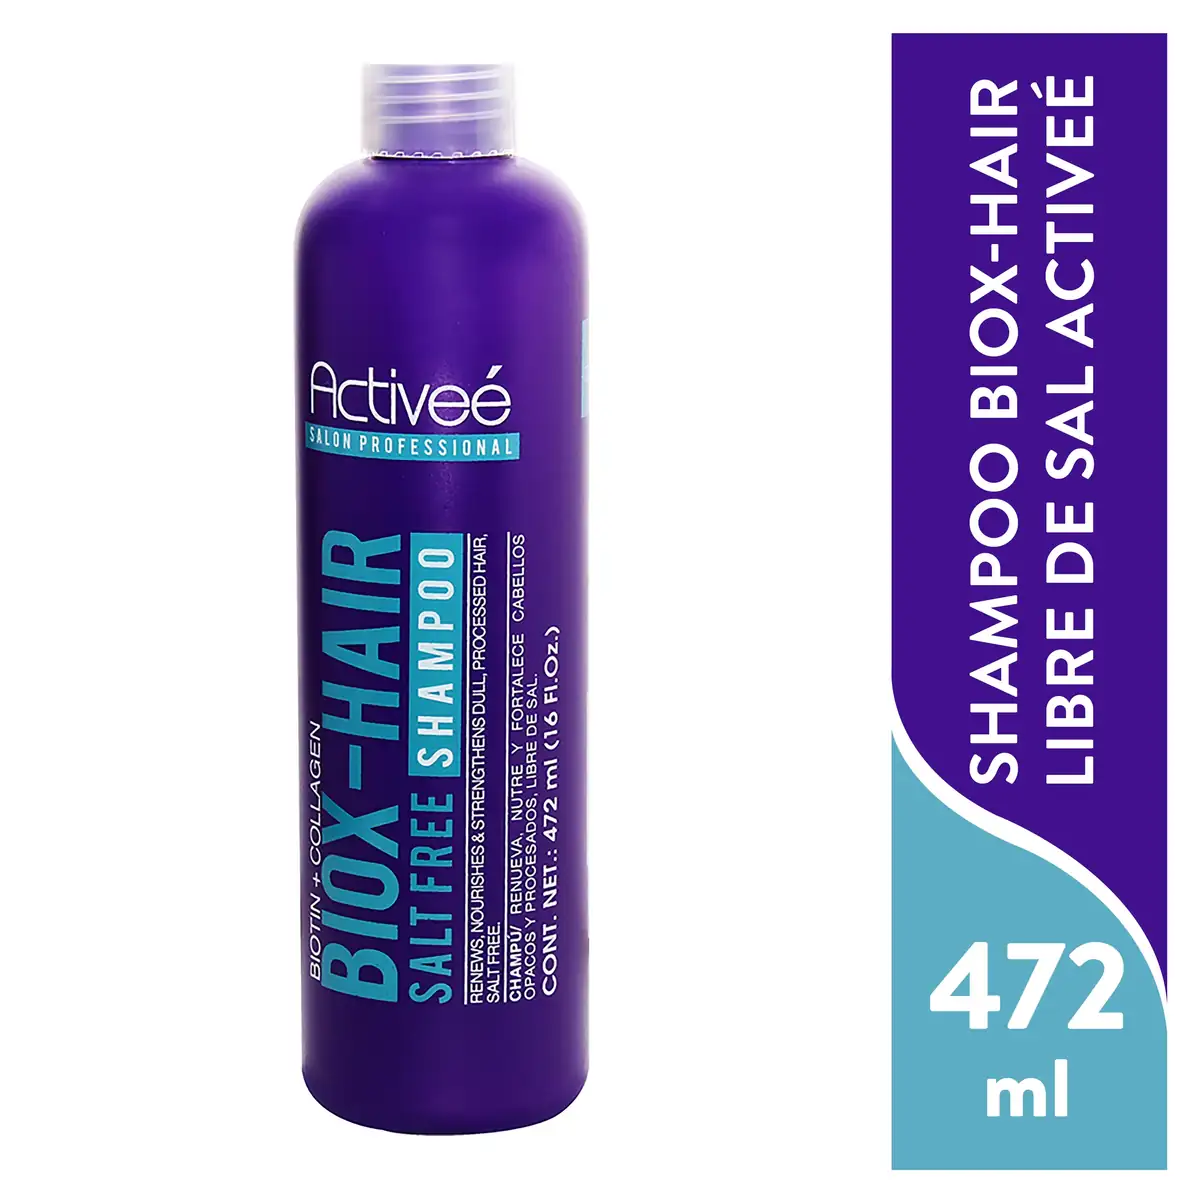 Activeé
SALON PROFESSIONAL
BIOTIN + COLLAGEN
BIOX-HAIR
SALT FREE SHAMPOO
RENEWS, NOURISHES & STRENGTHENS DULL, PROCESSED HAIR,
SALT FREE.
CHAMPÚ/ RENUEVA, NUTRE Y FORTALECE CABELLOS
OPACOS Y PROCESADOS, LIBRE DE SAL.
CONT. NET.: 472 ml (16 Fl.Oz.)
SHAMPOO BIOX-HAIR
LIBRE DE SAL ACTIVEÉ
472
ml